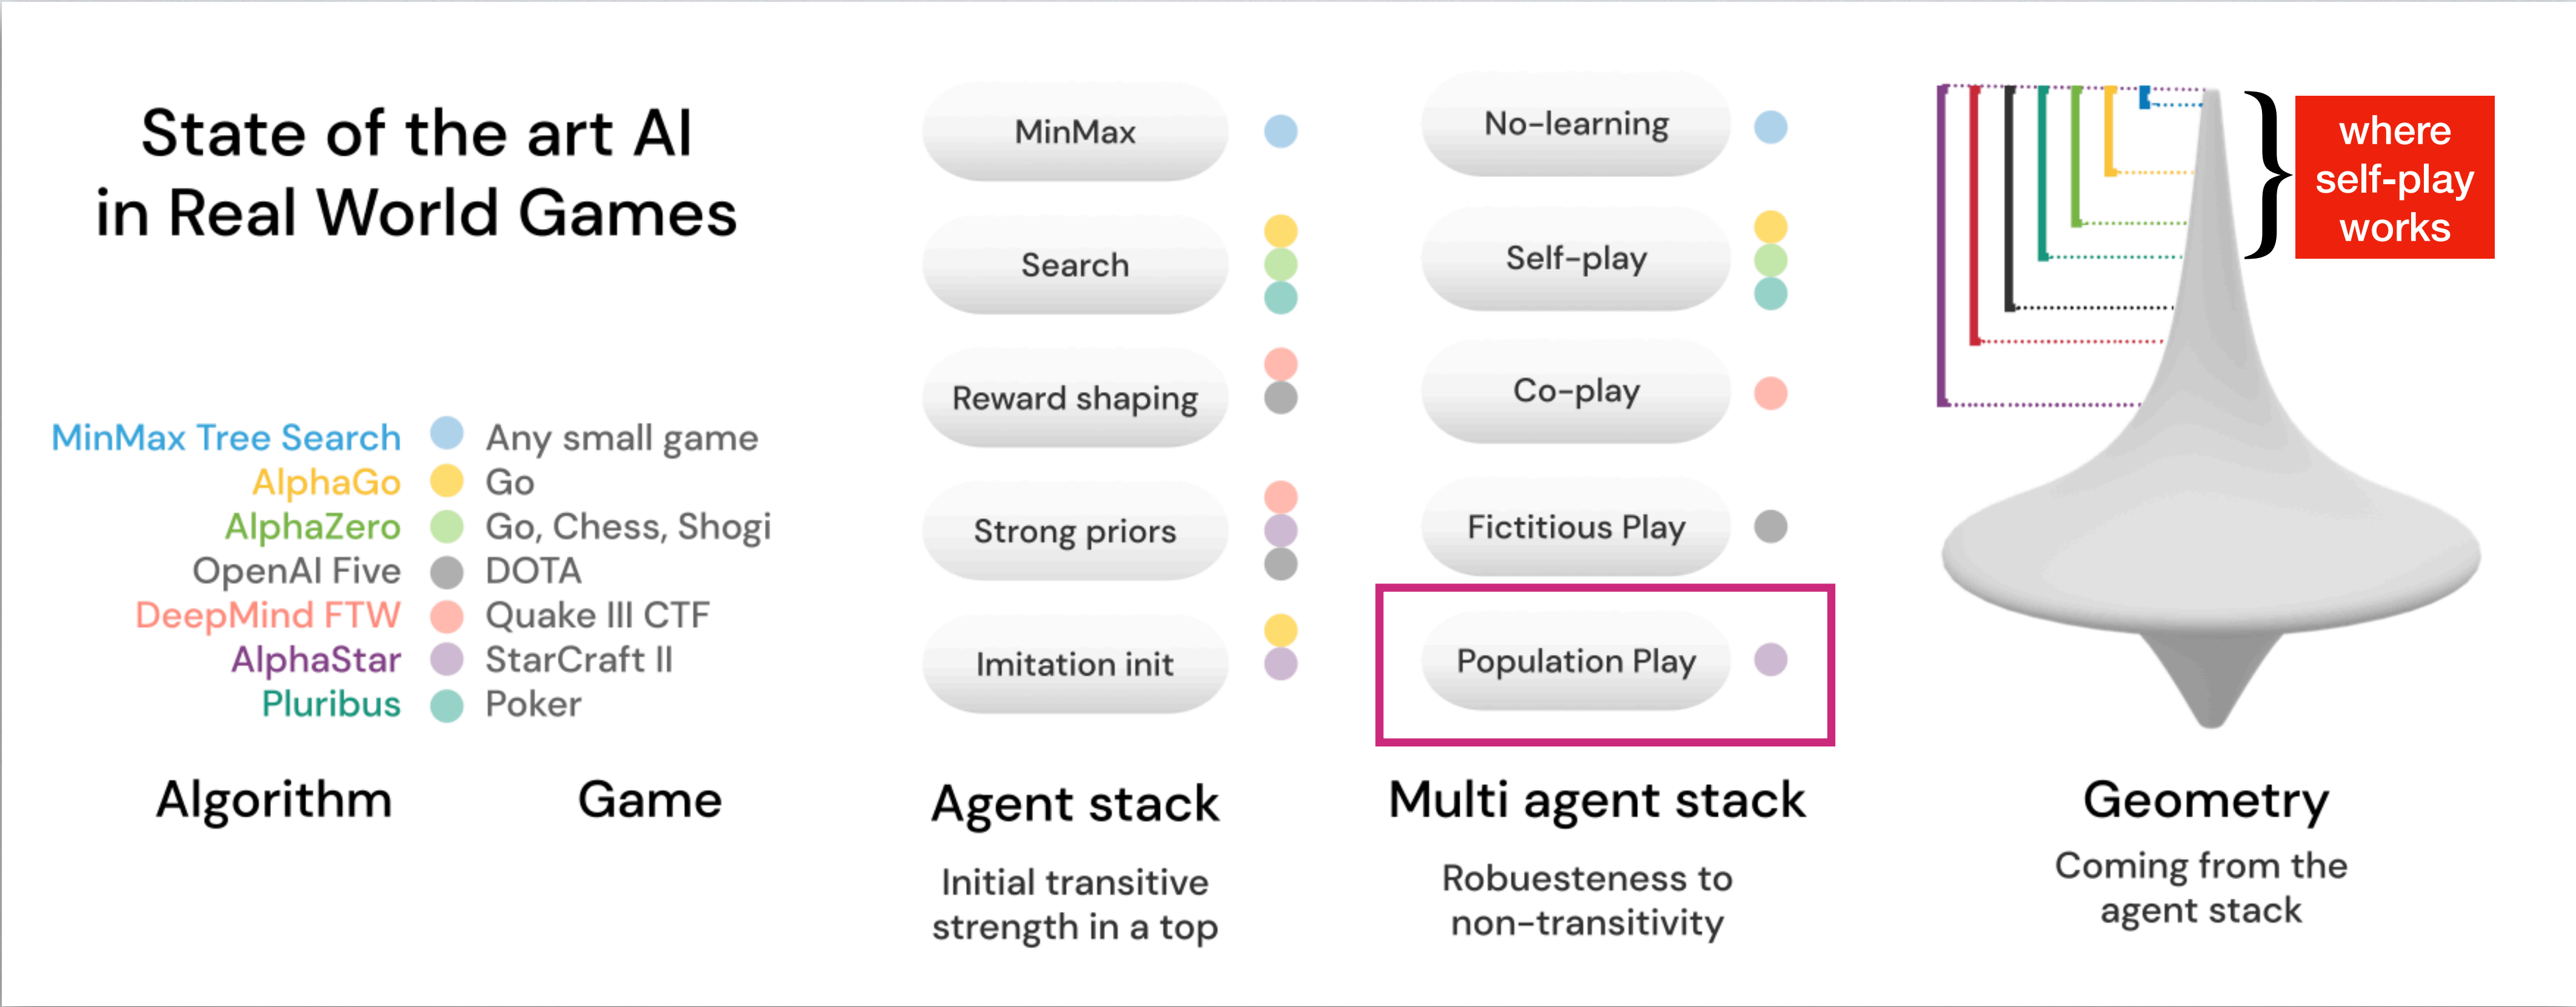 State of the art AI
in Real World Games
MinMax Tree Search Any small game
AlphaGo Go
AlphaZero Go, Chess, Shogi
OpenAI Five DOTA
DeepMind FTW Quake III CTF
AlphaStar StarCraft II
Pluribus Poker
Algorithm Game
MinMax
Search
Reward shaping
Strong priors
Imitation init
Agent stack
Initial transitive
strength in a top
No-learning
Self-play
Co-play
Fictitious Play
Population Play
Multi agent stack
Robuesteness to
non-transitivity
where
self-play
works
Geometry
Coming from the
agent stack